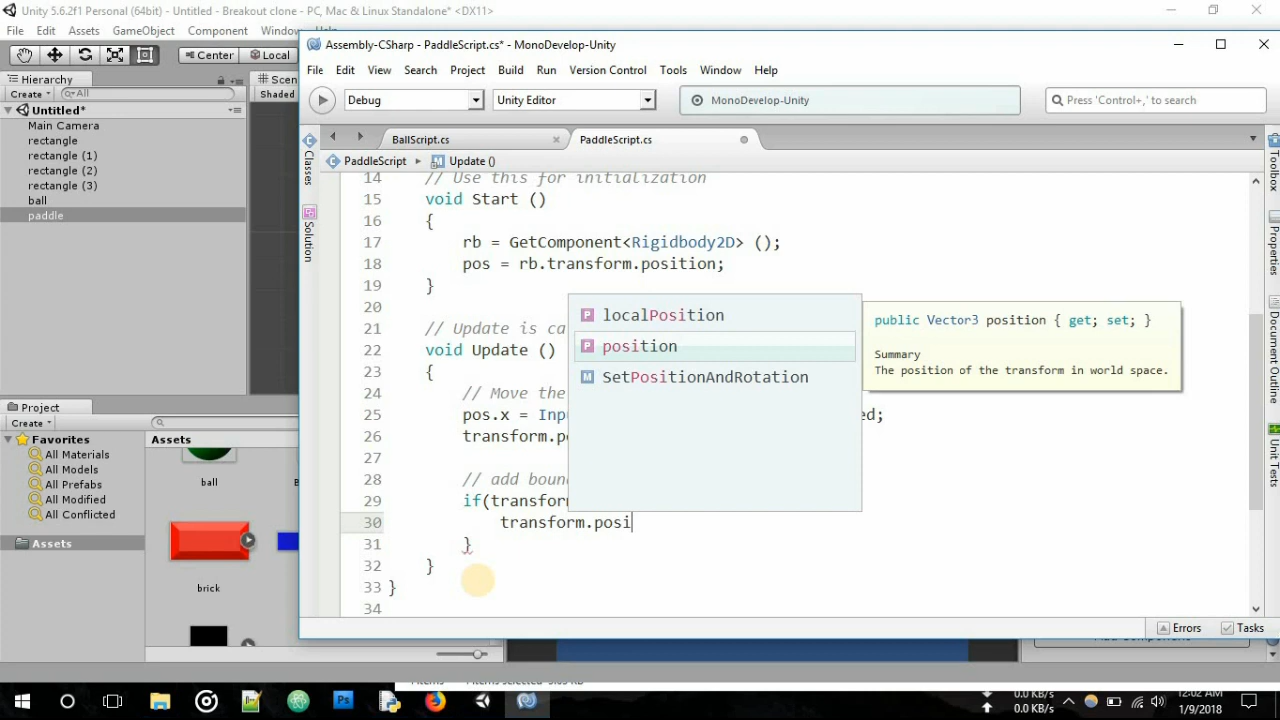 Unity 5.6.2f1 Personal (64bit) - Untitled - Breakout clone - PC, Mac & Linux Standalone* <DX11>
File Edit Assets GameObject Component Window
Center Local
Hierarchy
Create All
Shaded
Untitled*
Main Camera
rectangle
rectangle (1)
rectangle (2)
rectangle (3)
ball
paddle
Project
Create
Favorites
All Materials
All Models
All Prefabs
All Modified
All Conflicted
Assets
Assets
ball
brick
Assembly-CSharp - PaddleScript.cs* - MonoDevelop-Unity
File Edit View Search Project Build Run Version Control Tools Window Help
Debug Unity Editor MonoDevelop-Unity Press 'Control+,' to search
BallScript.cs PaddleScript.cs
PaddleScript Update ()
Classes
Solution
Toolbox
Properties
Document Outline
Unit Tests
14 // Use this for initialization
15 void Start ()
16 {
17 rb = GetComponent<Rigidbody2D> ();
18 pos = rb.transform.position;
19 }
20
21 // Update is ca
22 void Update ()
23 {
24 // Move the
25 pos.x = Inp ed;
26 transform.p
27
28 // add boun
29 if(transfor
30 transform.posi
31 }
32 }
33 }
34
localPosition
position
SetPositionAndRotation
public Vector3 position { get; set; }
Summary
The position of the transform in world space.
Errors Tasks
0.0 KB/s
0.0 KB/s
12:02 AM
1/9/2018